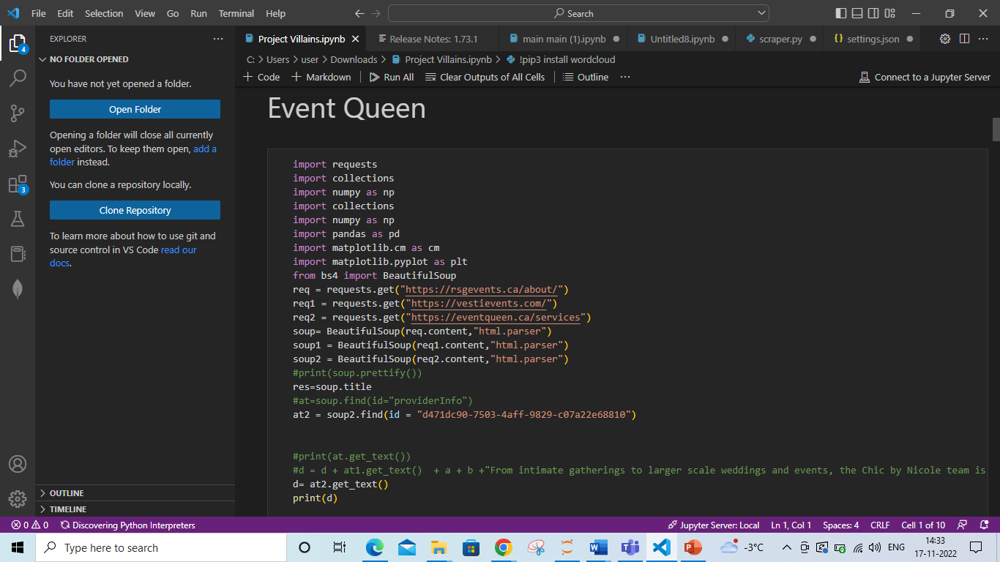 File Edit Selection View Go Run Terminal Help
Search
EXPLORER
4
NO FOLDER OPENED
You have not yet opened a folder.
Open Folder
Opening a folder will close all currently
open editors. To keep them open, add a
folder instead.
You can clone a repository locally.
3
Clone Repository
To learn more about how to use git and
source control in VS Code read our
docs.
OUTLINE
TIMELINE
Project Villains.ipynb Release Notes: 1.73.1 main main (1).ipynb Untitled8.ipynb scraper.py {} settings.json
C: > Users > user > Downloads > Project Villains.ipynb > !pip3 install wordcloud
+ Code + Markdown Run All Clear Outputs of All Cells Outline ... Connect to a Jupyter Server
Event Queen
import requests
import collections
import numpy as np
import collections
import numpy as np
import pandas as pd
import matplotlib.cm as cm
import matplotlib.pyplot as plt
from bs4 import BeautifulSoup
req = requests.get("https://rsgevents.ca/about/")
req1 = requests.get("https://vestievents.com/")
req2 = requests.get("https://eventqueen.ca/services")
soup= BeautifulSoup(req.content,"html.parser")
soup1 = BeautifulSoup(req1.content,"html.parser")
soup2 = BeautifulSoup(req2.content,"html.parser")
#print(soup.prettify())
res=soup.title
#at=soup.find(id="providerInfo")
at2 = soup2.find(id = "d471dc90-7503-4aff-9829-c07a22e68810")
#print(at.get_text())
#d = d + at1.get_text()  + a + b +"From intimate gatherings to larger scale weddings and events, the Chic by Nicole team is
d= at2.get_text()
print(d)
0 0 Discovering Python Interpreters Jupyter Server: Local Ln 1, Col 1 Spaces: 4 CRLF Cell 1 of 10
Type here to search
-3°C ENG
14:33
17-11-2022